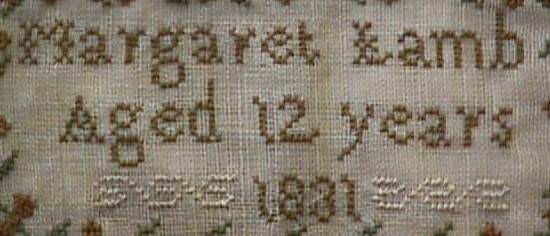 Margaret Lamb
Aged 12 years
1831